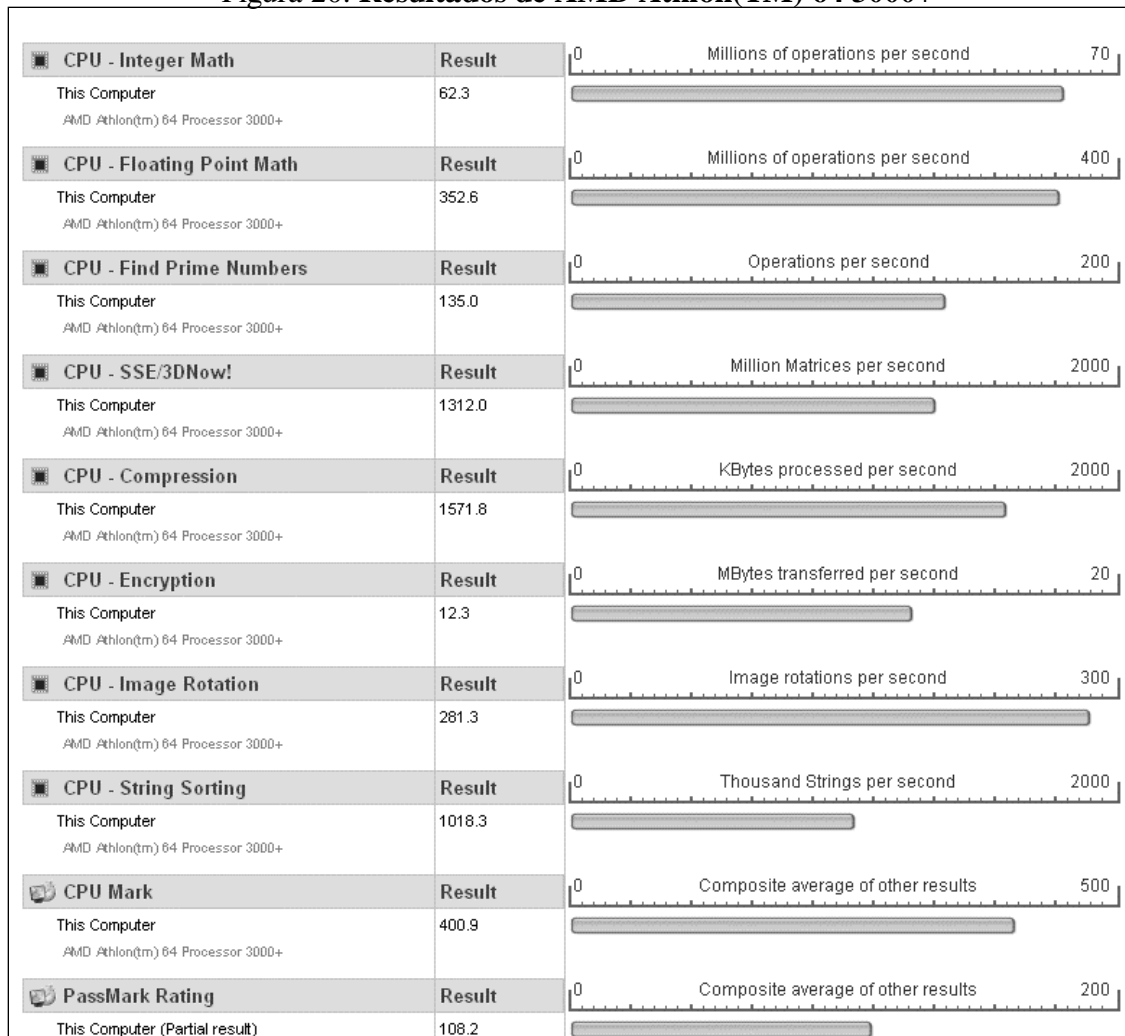 Figura 26. Resultados de AMD Athlon(TM) 64 3000+
CPU - Integer Math Result 0 Millions of operations per second 70
This Computer 62.3
AMD Athlon(tm) 64 Processor 3000+
CPU - Floating Point Math Result 0 Millions of operations per second 400
This Computer 352.6
AMD Athlon(tm) 64 Processor 3000+
CPU - Find Prime Numbers Result 0 Operations per second 200
This Computer 135.0
AMD Athlon(tm) 64 Processor 3000+
CPU - SSE/3DNow! Result 0 Million Matrices per second 2000
This Computer 1312.0
AMD Athlon(tm) 64 Processor 3000+
CPU - Compression Result 0 KBytes processed per second 2000
This Computer 1571.8
AMD Athlon(tm) 64 Processor 3000+
CPU - Encryption Result 0 MBytes transferred per second 20
This Computer 12.3
AMD Athlon(tm) 64 Processor 3000+
CPU - Image Rotation Result 0 Image rotations per second 300
This Computer 281.3
AMD Athlon(tm) 64 Processor 3000+
CPU - String Sorting Result 0 Thousand Strings per second 2000
This Computer 1018.3
AMD Athlon(tm) 64 Processor 3000+
CPU Mark Result 0 Composite average of other results 500
This Computer 400.9
AMD Athlon(tm) 64 Processor 3000+
PassMark Rating Result 0 Composite average of other results 200
This Computer (Partial result) 108.2